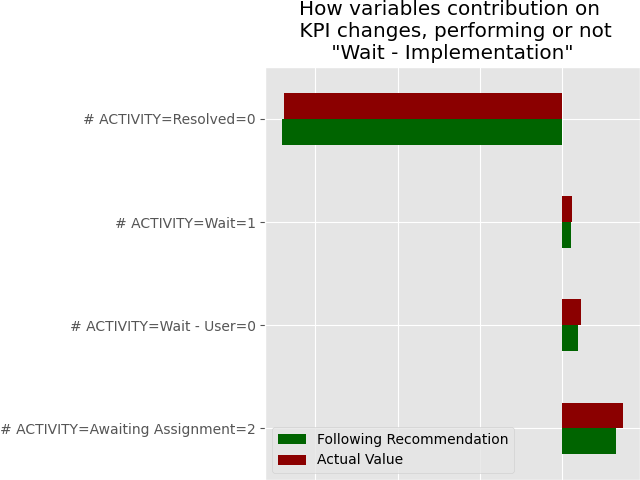 How variables contribution on
KPI changes, performing or not
"Wait - Implementation"
# ACTIVITY=Resolved=0
# ACTIVITY=Wait=1
# ACTIVITY=Wait - User=0
# ACTIVITY=Awaiting Assignment=2
Following Recommendation
Actual Value